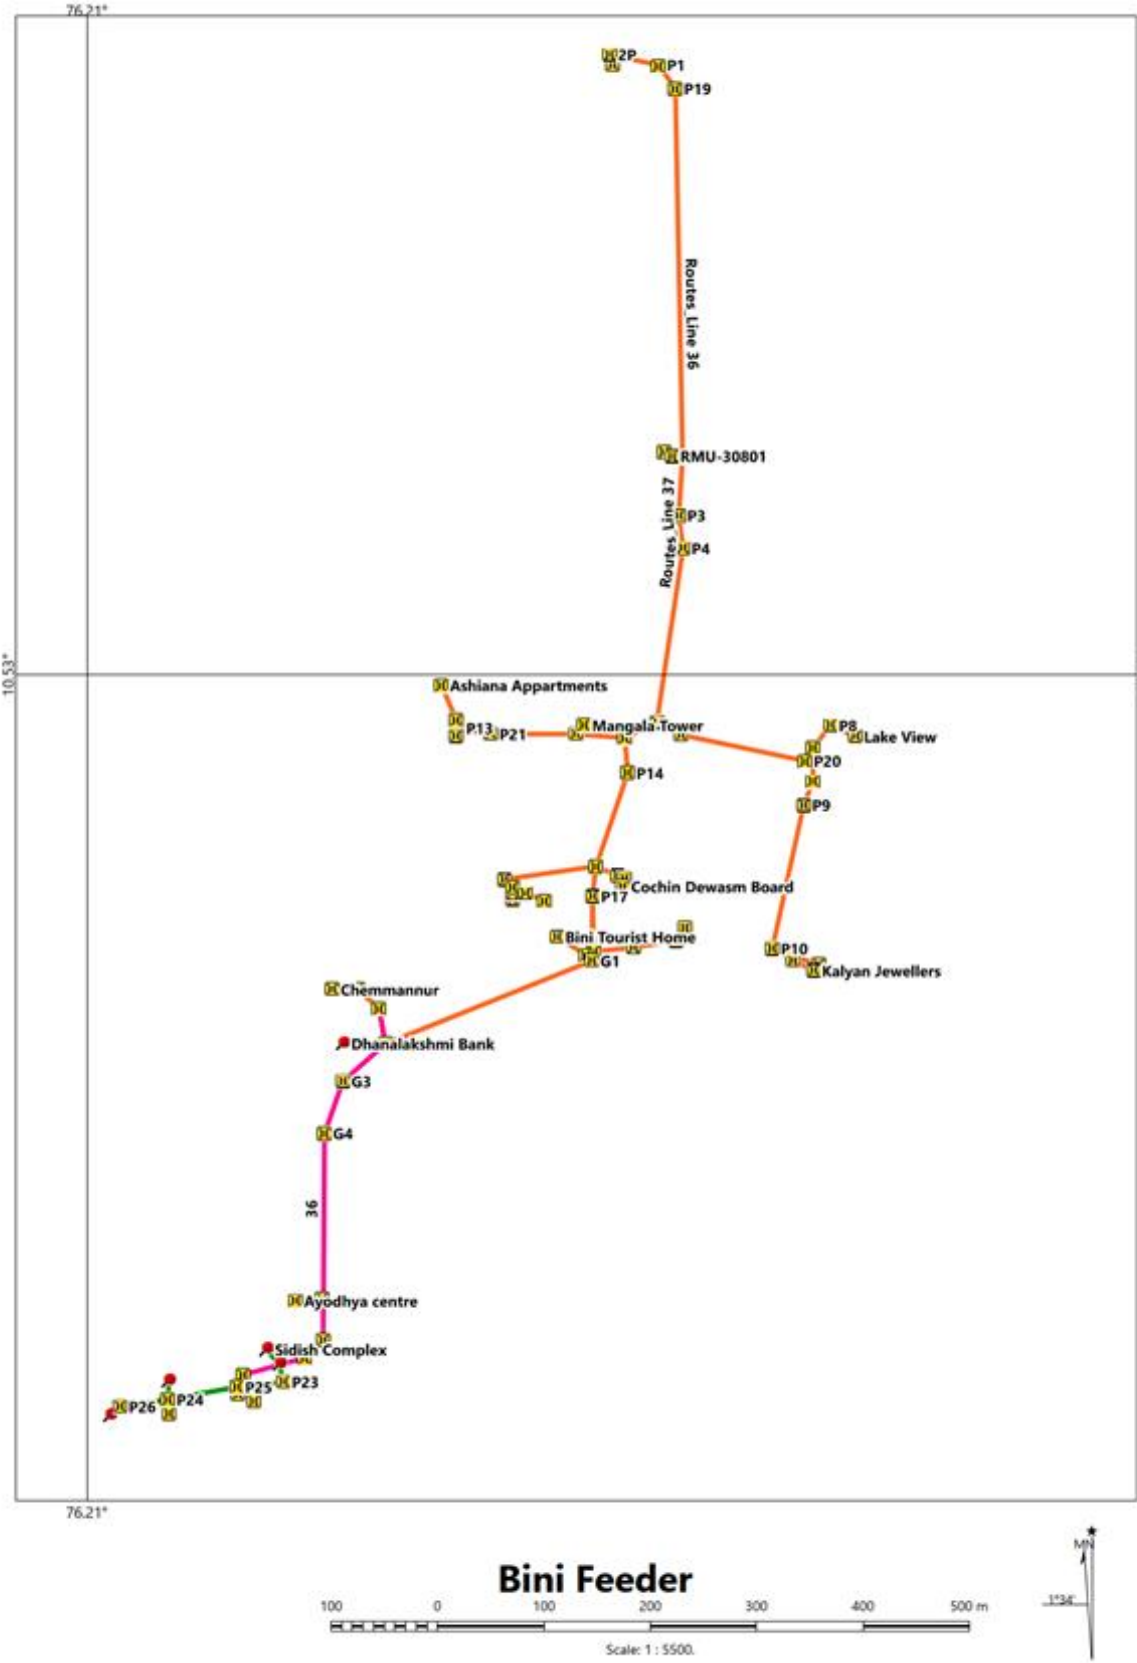 76.21°
2P
P1
P19
Routes_Line 36
RMU-30801
Routes_Line 37
P3
P4
10.53°
Ashiana Appartments
P.13
P21
Mangala Tower
P8
Lake View
P20
P14
P9
Cochin Dewasm Board
P17
Bini Tourist Home
G1
P10
Kalyan Jewellers
Chemmannur
Dhanalakshmi Bank
G3
G4
36
Ayodhya centre
Sidish Complex
P23
P25
P24
P26
76.21°
MN
Bini Feeder
1°34'
100 0 100 200 300 400 500 m
Scale: 1 : 5500.